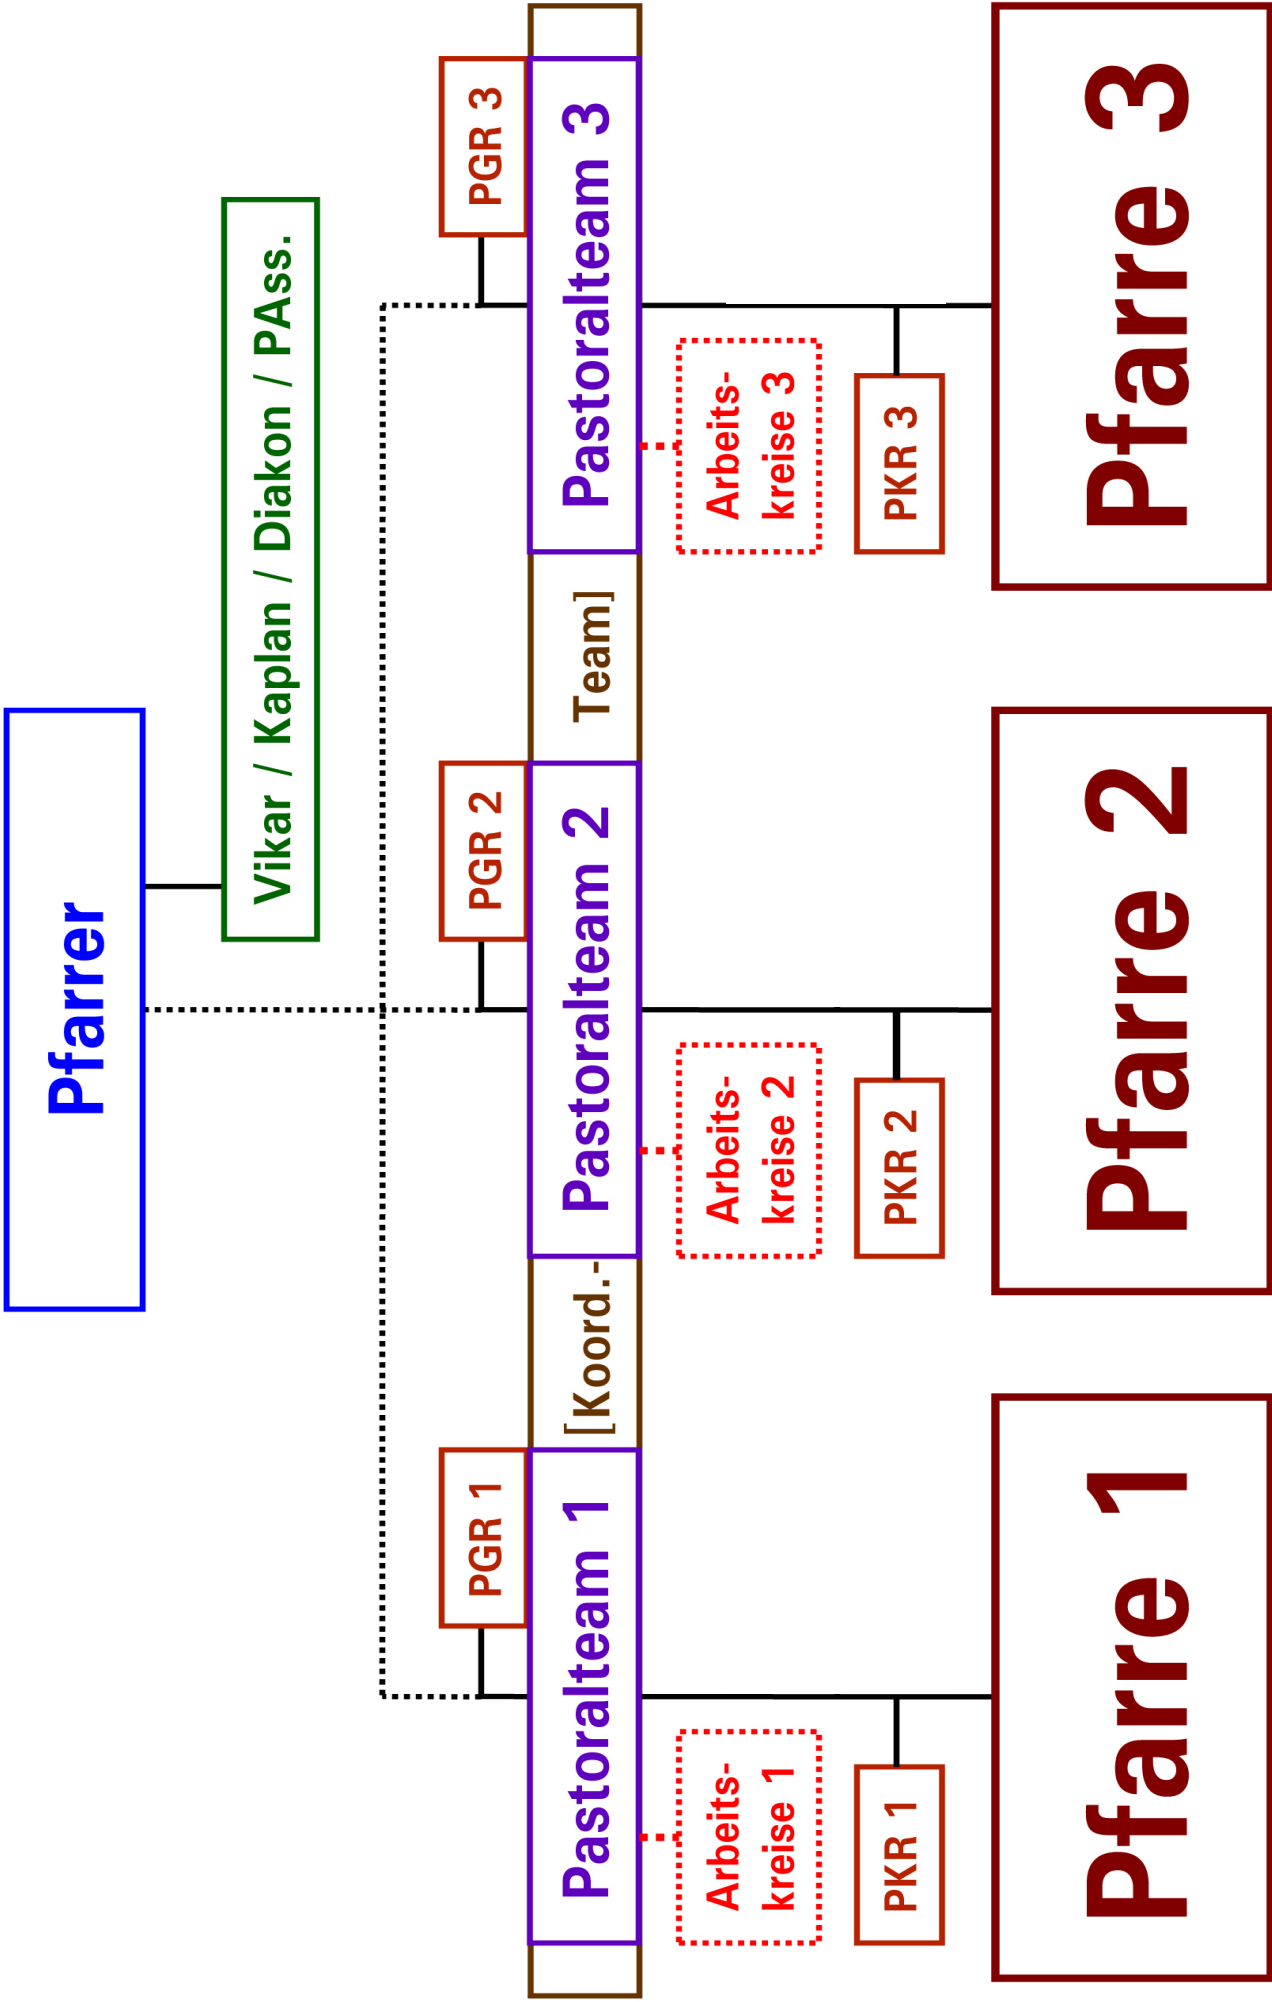 Pfarrer
Vikar / Kaplan / Diakon / PAss.
PGR 1
PGR 2
PGR 3
Pastoralteam 1
[Koord.-
Pastoralteam 2
Team]
Pastoralteam 3
Arbeits-
kreise 1
Arbeits-
kreise 2
Arbeits-
kreise 3
PKR 1
PKR 2
PKR 3
Pfarre 1
Pfarre 2
Pfarre 3